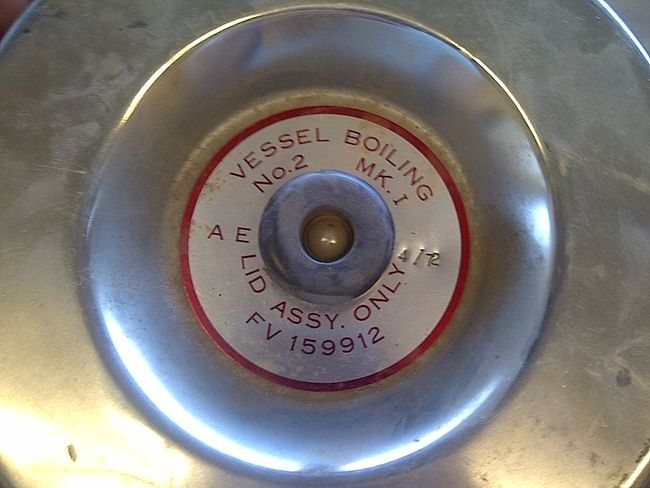 VESSEL BOILING
No.2 MK. I
A E
4/72
LID ASSY. ONLY
FV 159912